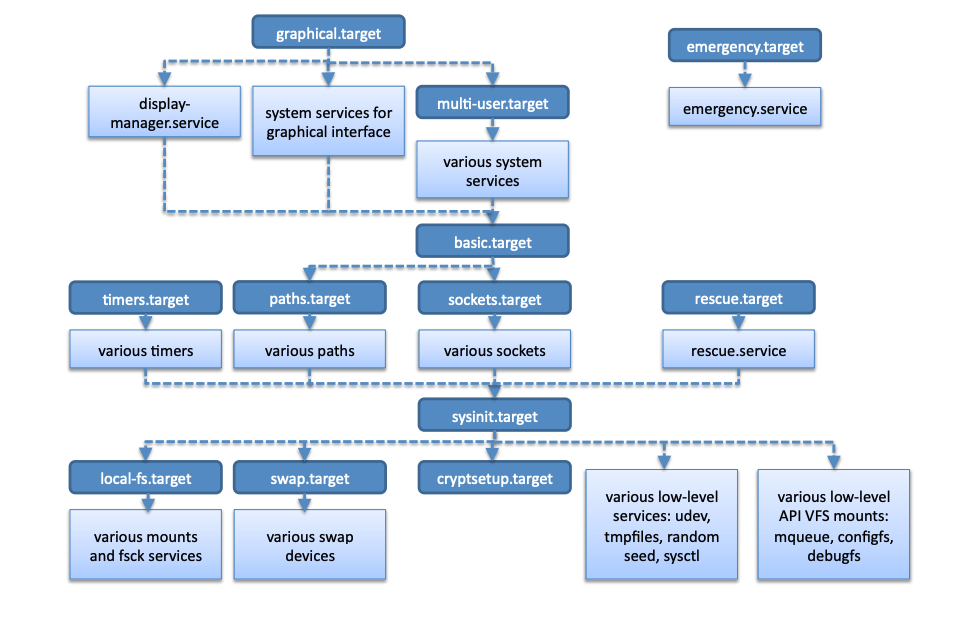 graphical.target
emergency.target
display-
manager.service
system services for
graphical interface
multi-user.target
emergency.service
various system
services
basic.target
timers.target
paths.target
sockets.target
rescue.target
various timers
various paths
various sockets
rescue.service
sysinit.target
local-fs.target
swap.target
cryptsetup.target
various low-level
services: udev,
tmpfiles, random
seed, sysctl
various low-level
API VFS mounts:
mqueue, configfs,
debugfs
various mounts
and fsck services
various swap
devices